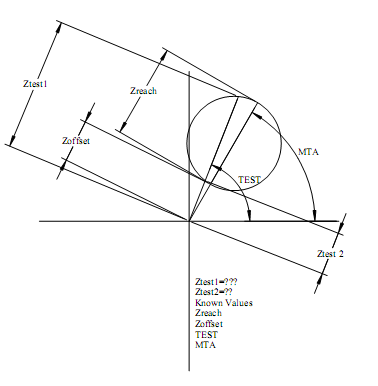 Ztest1
Zreach
Zoffset
MTA
TEST
Ztest 2
Ztest1=???
Ztest2=??
Known Values
Zreach
Zoffset
TEST
MTA